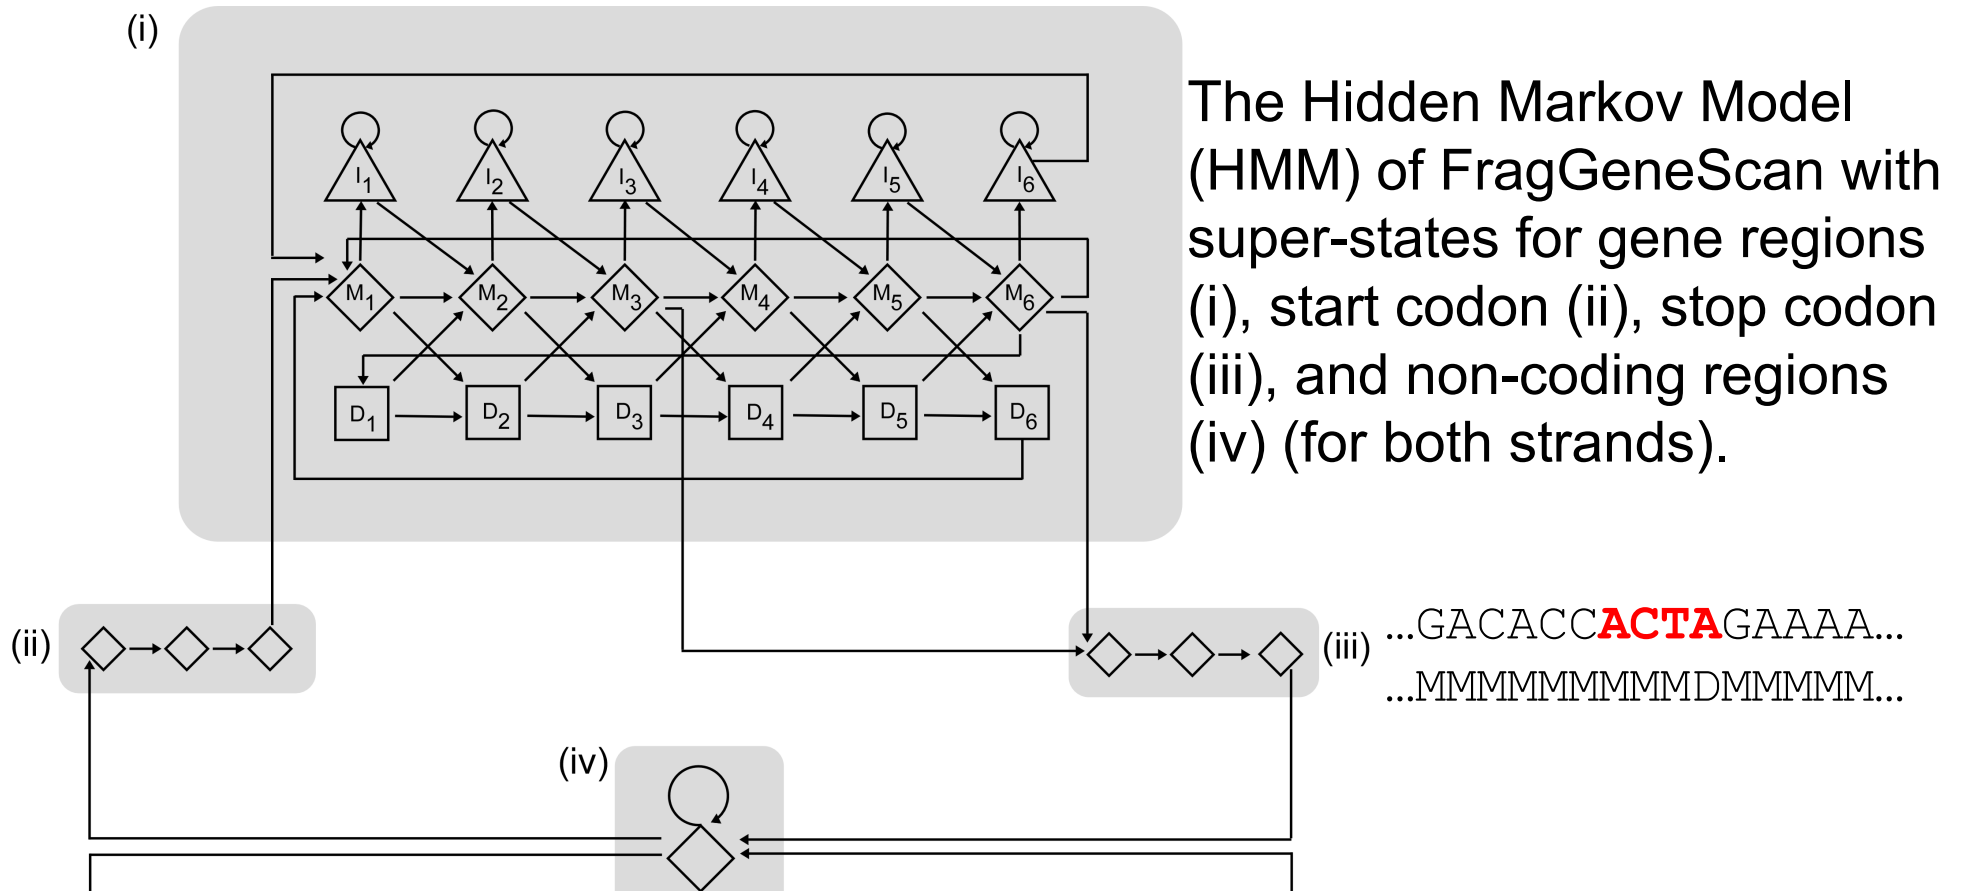 (i)
The Hidden Markov Model
(HMM) of FragGeneScan with
super-states for gene regions
(i), start codon (ii), stop codon
(iii), and non-coding regions
(iv) (for both strands).
I1 I2 I3 I4 I5 I6
M1 M2 M3 M4 M5 M6
D1 D2 D3 D4 D5 D6
(ii)
(iii)
...GACACCACTAGAAAA...
...MMMMMMMMMDMMMMM...
(iv)